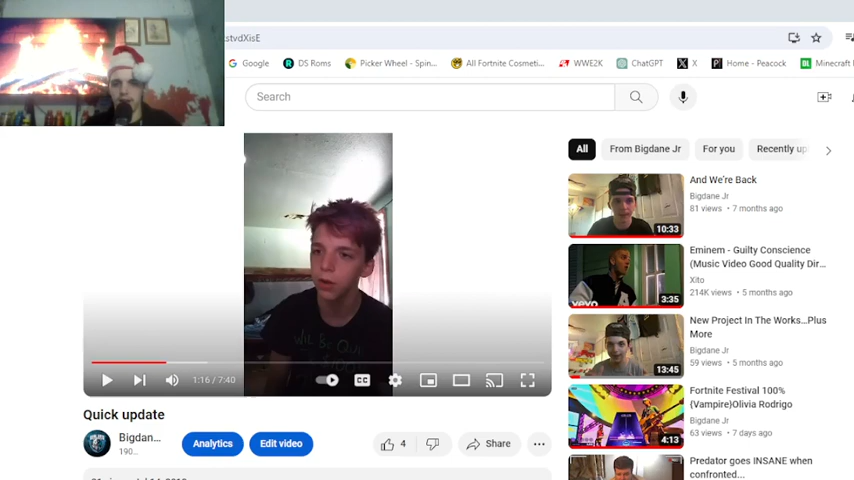 stvdXisE
Google
DS Roms
Picker Wheel - Spin...
All Fortnite Cosmeti...
WWE2K
ChatGPT
X
Home - Peacock
Minecraft
Search
All
From Bigdane Jr
For you
Recently up
And We're Back
Bigdane Jr
81 views • 7 months ago
10:33
Eminem - Guilty Conscience
(Music Video Good Quality Dir...
Xito
214K views • 5 months ago
vevo
3:35
New Project In The Works...Plus
More
Bigdane Jr
59 views • 5 months ago
13:45
Fortnite Festival 100%
{Vampire}Olivia Rodrigo
Bigdane Jr
63 views • 7 days ago
4:13
Predator goes INSANE when
confronted...
WILL BE
1:16 / 7:40
CC
Quick update
Bigdan...
190...
Analytics
Edit video
4
Share